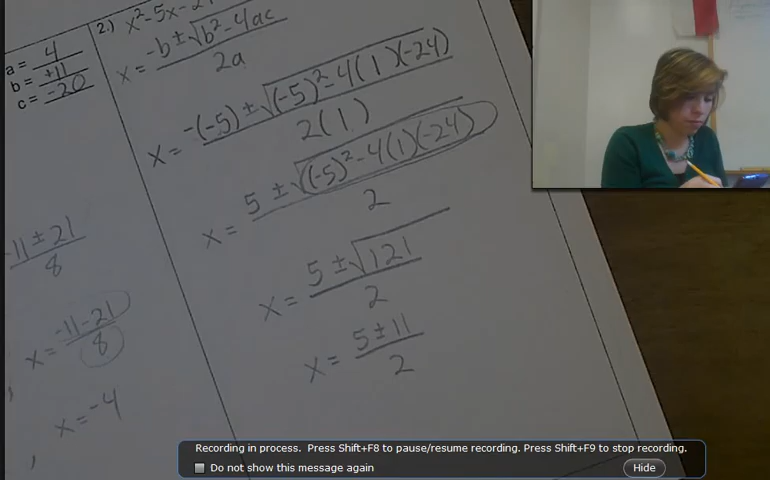 a = 4
b = +11
c = -20
-11 ± 21
8
x = -11 - 21
8
x = -4
2.) x² - 5x - 2
x = -b ± √b² - 4ac
2a
x = -(-5) ± √(-5)² - 4(1)(-24)
2(1)
x = 5 ± √(-5)² - 4(1)(-24)
2
x = 5 ± √121
2
x = 5 ± 11
2
Recording in process. Press Shift+F8 to pause/resume recording. Press Shift+F9 to stop recording.
Do not show this message again
Hide